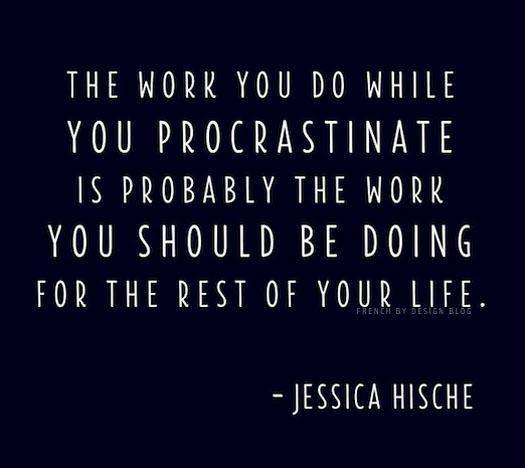 THE WORK YOU DO WHILE
YOU PROCRASTINATE
IS PROBABLY THE WORK
YOU SHOULD BE DOING
FOR THE REST OF YOUR LIFE.
FRENCH BY DESIGN BLOG
- JESSICA HISCHE